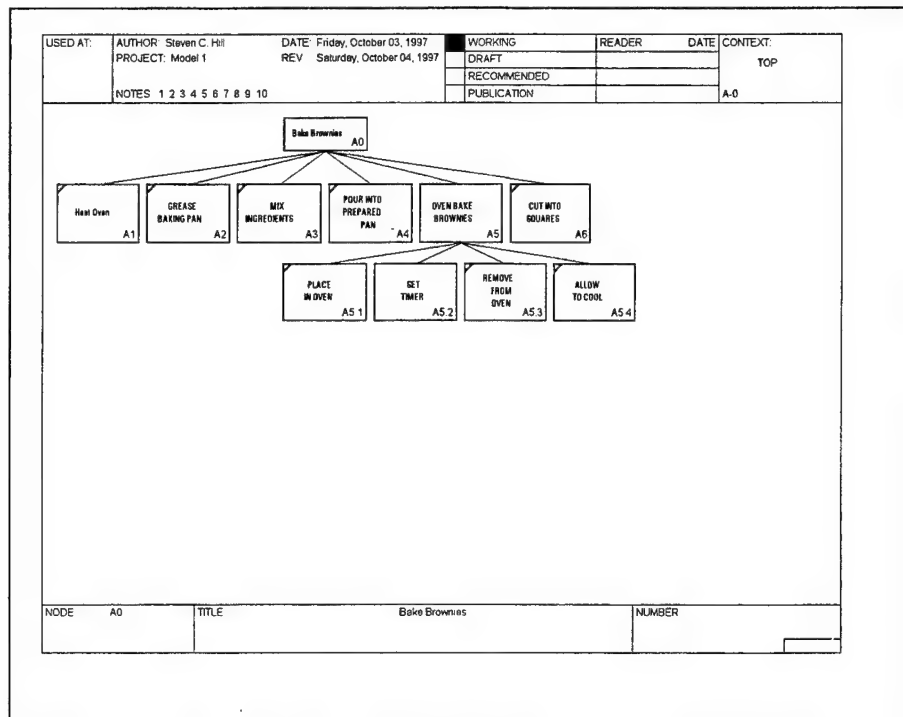 USED AT: AUTHOR: Steven C. Hill DATE: Friday, October 03, 1997 WORKING READER DATE CONTEXT:
PROJECT: Model 1 REV Saturday, October 04, 1997 DRAFT TOP
RECOMMENDED
NOTES 1 2 3 4 5 6 7 8 9 10 PUBLICATION A-0
Bake Brownies
A0
Heat Oven
A1
GREASE
BAKING PAN
A2
MIX
INGREDIENTS
A3
POUR INTO
PREPARED
PAN
A4
OVEN BAKE
BROWNIES
A5
CUT INTO
SQUARES
A6
PLACE
IN OVEN
A5 1
SET
TIMER
A5.2
REMOVE
FROM
OVEN
A5.3
ALLOW
TO COOL
A5 4
NODE A0 TITLE Bake Brownies NUMBER